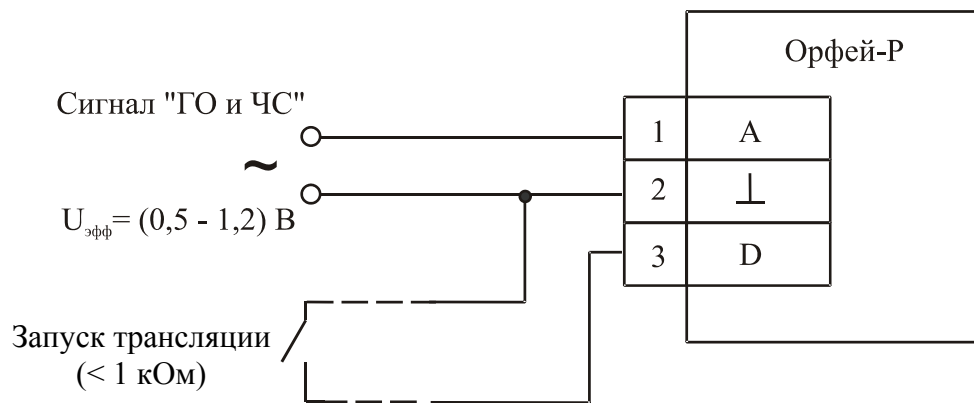 Орфей-Р
Сигнал "ГО и ЧС"
1 А
~
2 ⊥
Uэфф= (0,5 - 1,2) В
3 D
Запуск трансляции
(< 1 кОм)